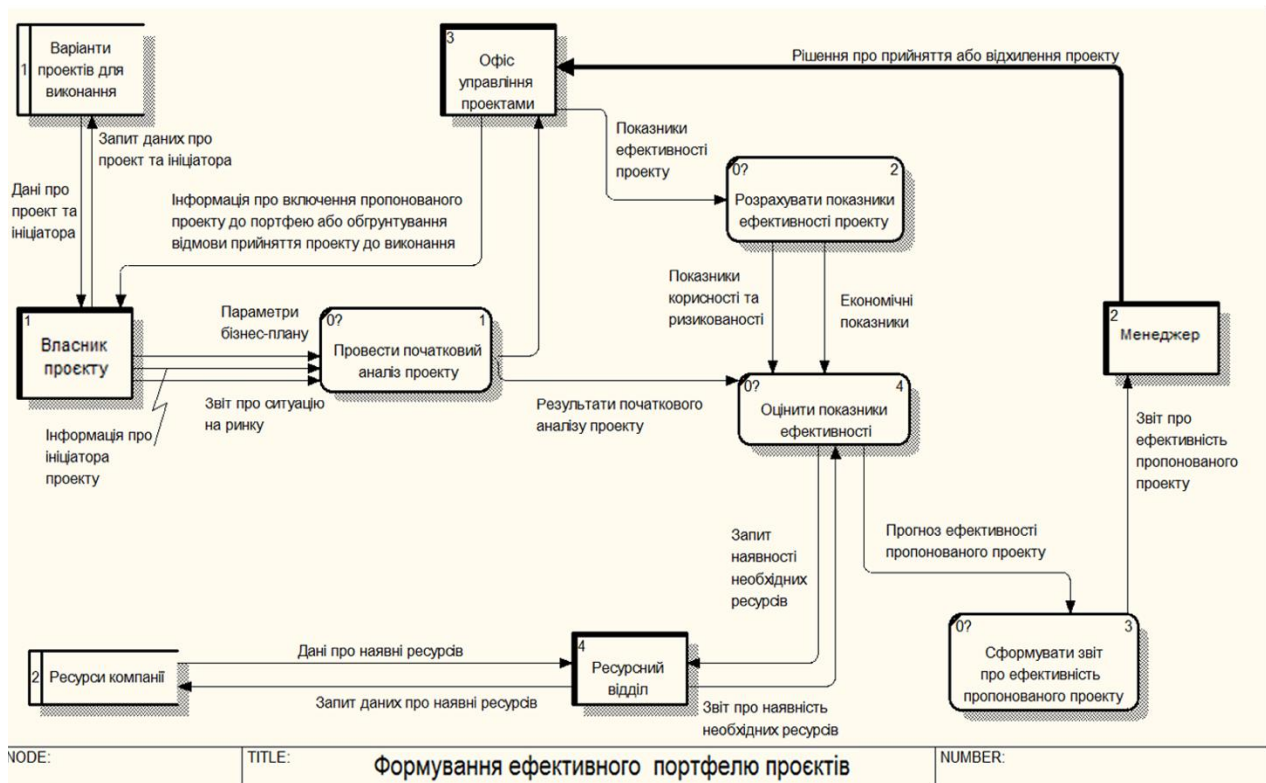 1
Варіанти
проектів для
виконання
3
Офіс
управління
проектами
Рішення про прийняття або відхилення проекту
Запит даних про
проект та ініціатора
Дані про
проект та
ініціатора
Показники
ефективності
проекту
Інформація про включення пропонованого
проекту до портфею або обгрунтування
відмови прийняття проекту до виконання
0?
2
Розрахувати показники
ефективності проекту
Показники
корисності та
ризикованості
Економічні
показники
1
Власник
проєкту
Параметри
бізнес-плану
0?
1
Провести початковий
аналіз проекту
2
Менеджер
Інформація про
ініціатора
проекту
Звіт про ситуацію
на ринку
Результати початкового
аналізу проекту
0?
4
Оцінити показники
ефективності
Звіт про
ефективність
пропонованого
проекту
Запит
наявності
необхідних
ресурсів
Прогноз ефективності
пропонованого проекту
0?
3
Сформувати звіт
про ефективність
пропонованого проекту
2
Ресурси компанії
Дані про наявні ресурси
Запит даних про наявні ресурси
4
Ресурсний
відділ
Звіт про наявність
необхідних ресурсів
NODE:
TITLE:
Формування ефективного портфелю проєктів
NUMBER: